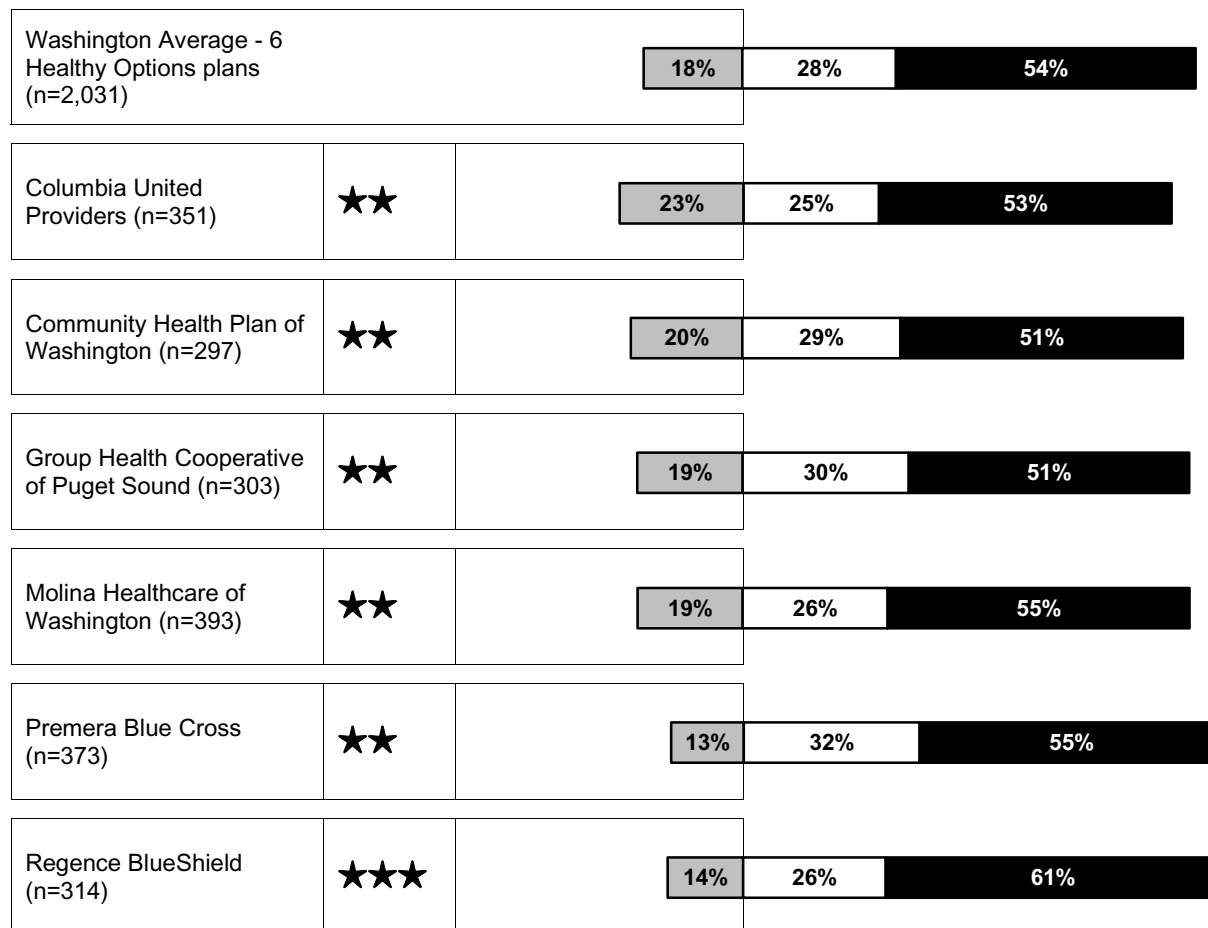 Washington Average - 6
Healthy Options plans
(n=2,031)
18% 28% 54%
Columbia United
Providers (n=351)
★★
23% 25% 53%
Community Health Plan of
Washington (n=297)
★★
20% 29% 51%
Group Health Cooperative
of Puget Sound (n=303)
★★
19% 30% 51%
Molina Healthcare of
Washington (n=393)
★★
19% 26% 55%
Premera Blue Cross
(n=373)
★★
13% 32% 55%
Regence BlueShield
(n=314)
★★★
14% 26% 61%